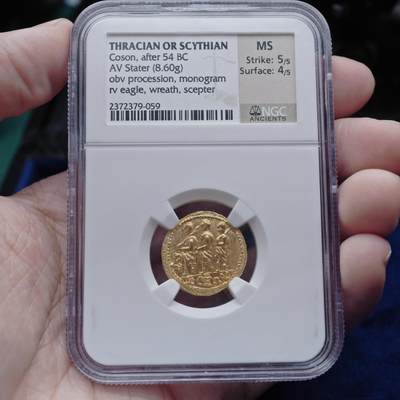 THRACIAN OR SCYTHIAN
Coson, after 54 BC
AV Stater (8.60g)
obv procession, monogram
rv eagle, wreath, scepter
2372379-059
MS
Strike: 5/5
Surface: 4/5
NGC
ANCIENTS